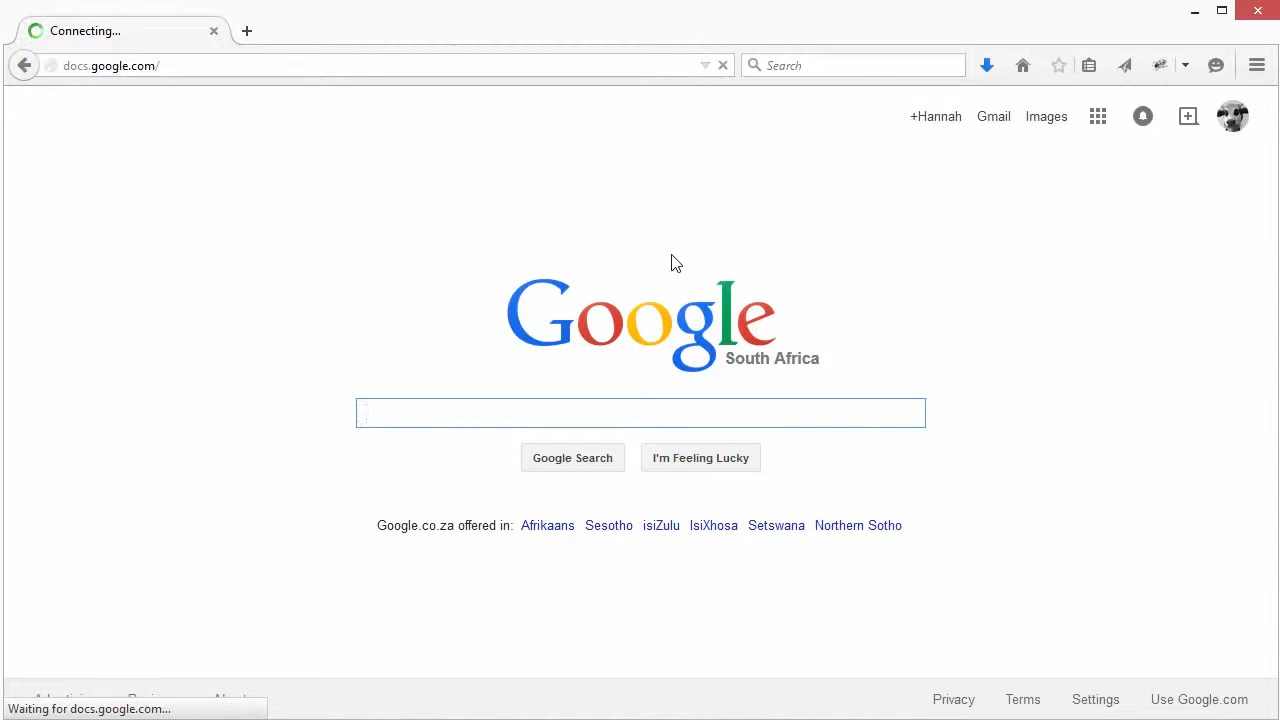 Connecting...
docs.google.com/
Search
+Hannah Gmail Images
Google
South Africa
Google Search I'm Feeling Lucky
Google.co.za offered in: Afrikaans Sesotho isiZulu IsiXhosa Setswana Northern Sotho
Privacy Terms Settings Use Google.com
Waiting for docs.google.com...